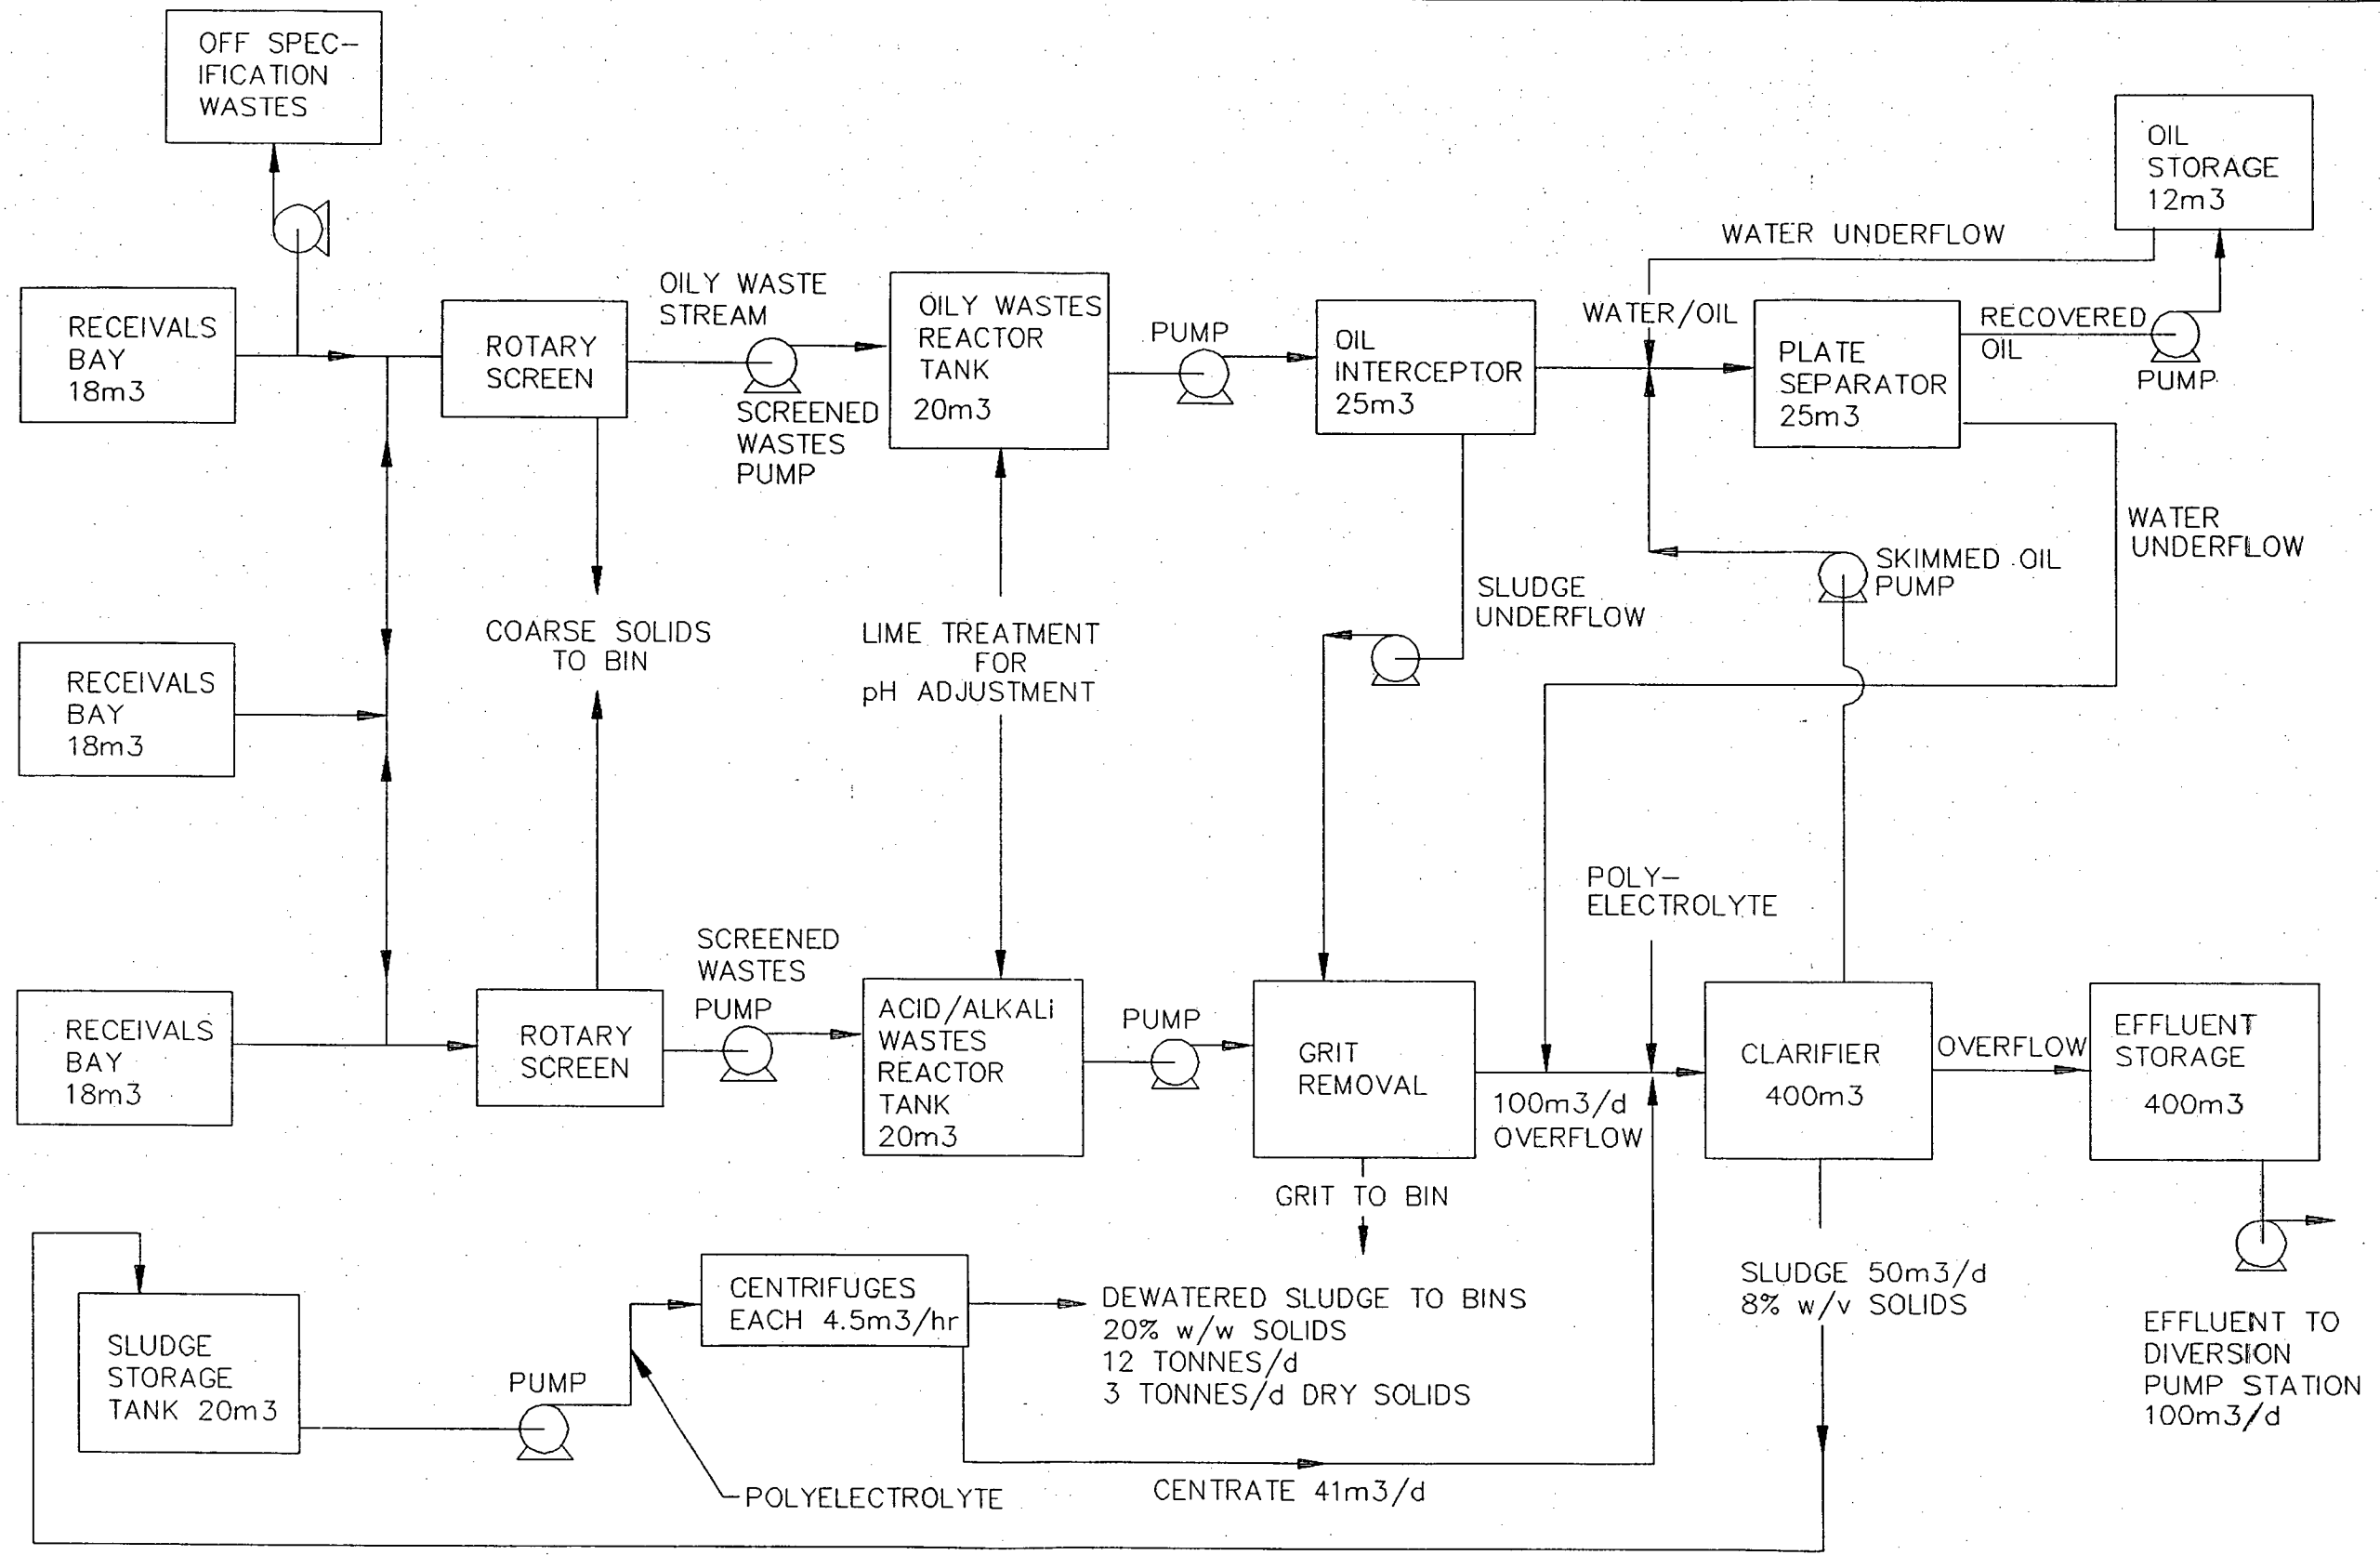 OFF SPEC-
IFICATION
WASTES
OIL
STORAGE
12m3
WATER UNDERFLOW
RECEIVALS
BAY
18m3
ROTARY
SCREEN
OILY WASTE
STREAM
SCREENED
WASTES
PUMP
OILY WASTES
REACTOR
TANK
20m3
PUMP
OIL
INTERCEPTOR
25m3
WATER/OIL
PLATE
SEPARATOR
25m3
RECOVERED
OIL
PUMP
WATER
UNDERFLOW
SKIMMED OIL
PUMP
SLUDGE
UNDERFLOW
COARSE SOLIDS
TO BIN
LIME TREATMENT
FOR
pH ADJUSTMENT
RECEIVALS
BAY
18m3
POLY-
ELECTROLYTE
RECEIVALS
BAY
18m3
ROTARY
SCREEN
SCREENED
WASTES
PUMP
ACID/ALKALI
WASTES
REACTOR
TANK
20m3
PUMP
GRIT
REMOVAL
100m3/d
OVERFLOW
CLARIFIER
400m3
OVERFLOW
EFFLUENT
STORAGE
400m3
GRIT TO BIN
SLUDGE 50m3/d
8% w/v SOLIDS
EFFLUENT TO
DIVERSION
PUMP STATION
100m3/d
SLUDGE
STORAGE
TANK 20m3
PUMP
CENTRIFUGES
EACH 4.5m3/hr
DEWATERED SLUDGE TO BINS
20% w/w SOLIDS
12 TONNES/d
3 TONNES/d DRY SOLIDS
POLYELECTROLYTE
CENTRATE 41m3/d